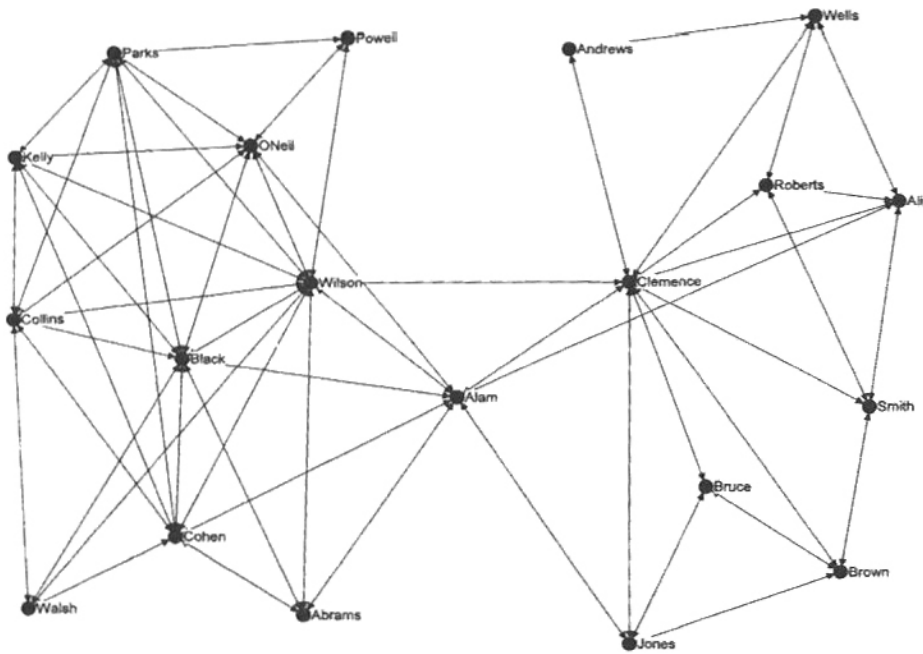 Wells
Powell
Andrews
Parks
ONeil
Kelly
Roberts
Ali
Wilson
Clemence
Collins
Black
Alam
Smith
Bruce
Cohen
Brown
Walsh
Abrams
Jones